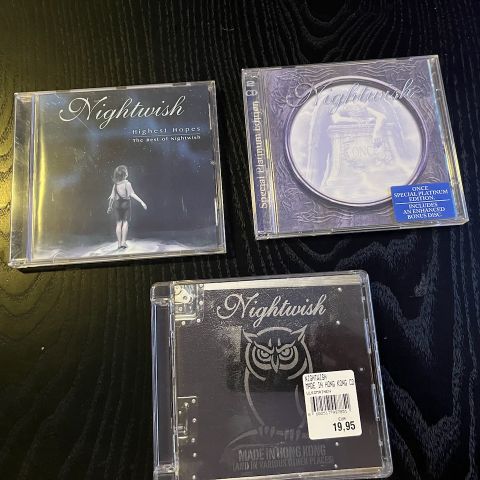 Nightwish
Highest Hopes
The Best of Nightwish
Special Platinum Edition
Nightwish
ONCE
SPECIAL PLATINUM
EDITION
INCLUDES
AN ENHANCED
BONUS DISC
Nightwish
NIGHTWISH
MADE IN HONG KONG CD
19,95
MADE IN HONG KONG
(AND IN VARIOUS OTHER PLACES)